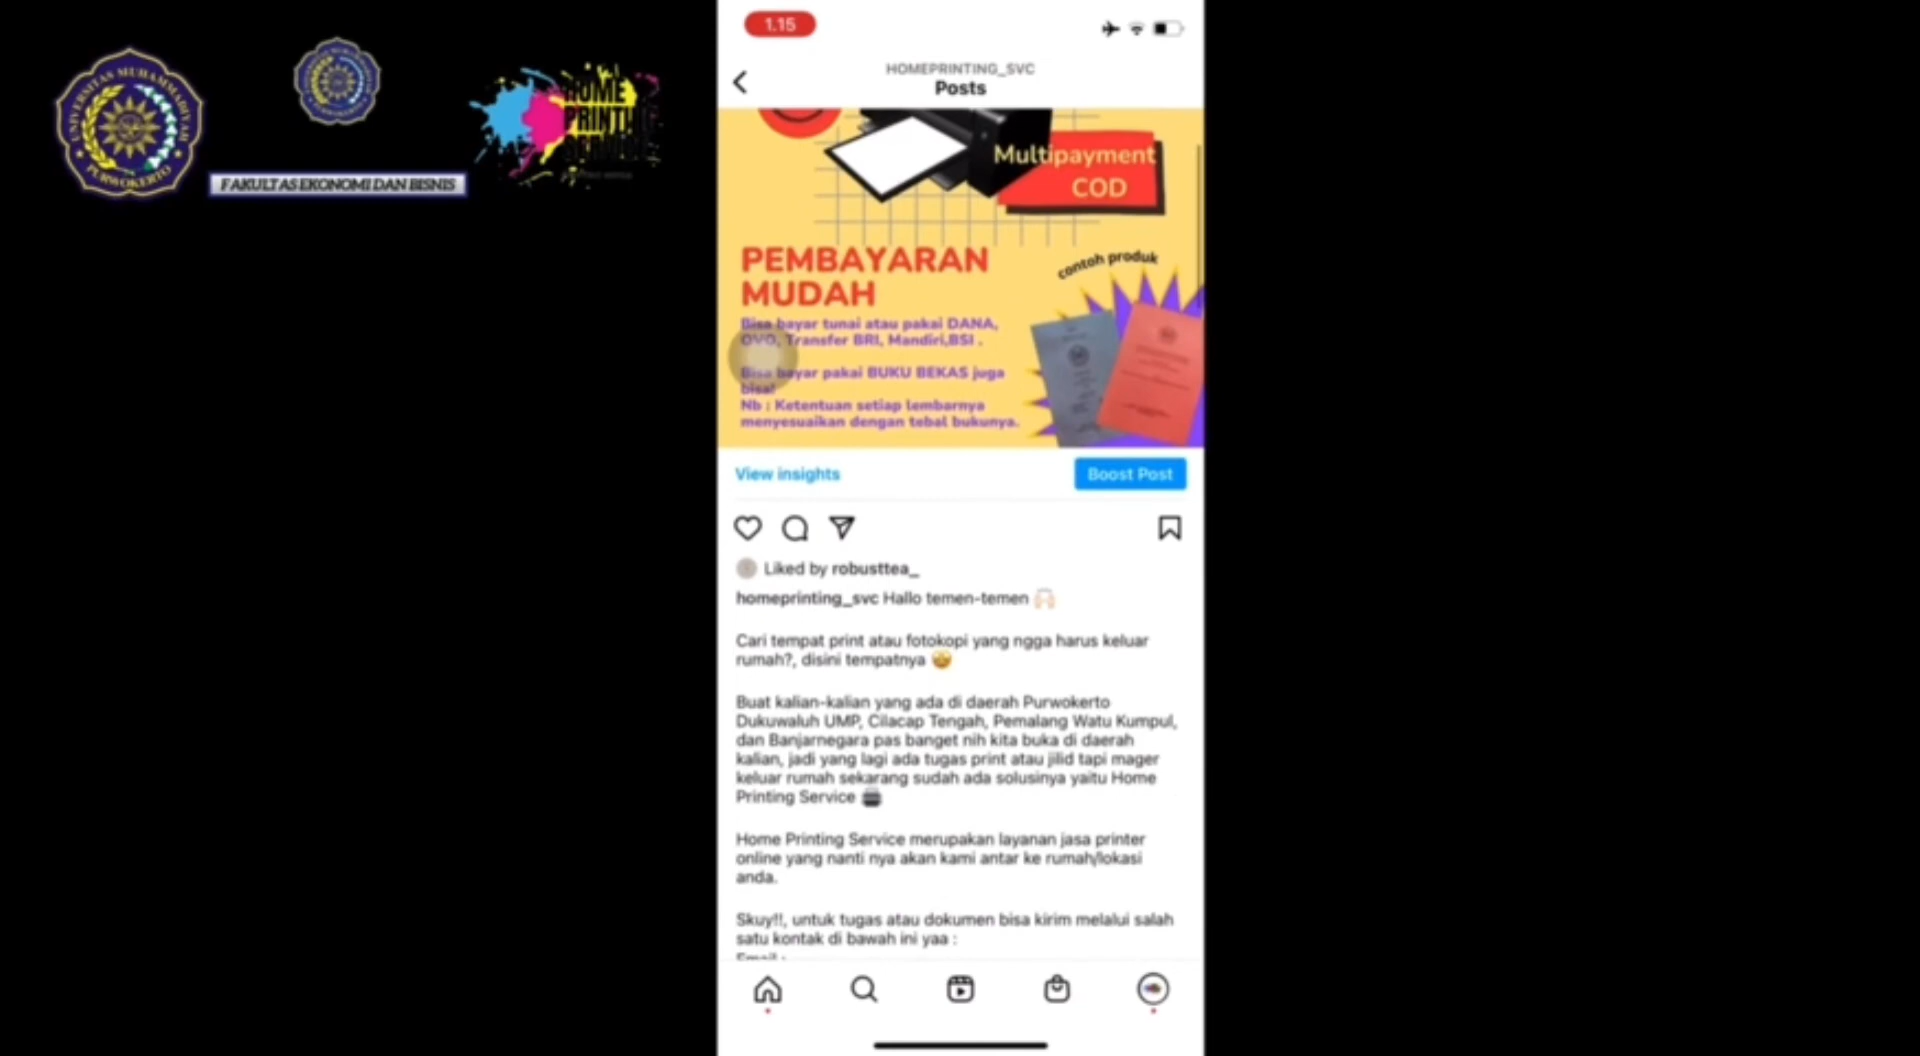 UNIVERSITAS MUHAMMADIYAH
PURWOKERTO
FAKULTAS EKONOMI DAN BISNIS
HOME
PRINTING
1.15
HOMEPRINTING_SVC
Posts
Multipayment
COD
PEMBAYARAN
MUDAH
contoh produk
Bisa bayar tunai atau pakai DANA,
OVO, Transfer BRI, Mandiri,BSI .
Bisa bayar pakai BUKU BEKAS juga
bisa!
Nb : Ketentuan setiap lembarnya
menyesuaikan dengan tebal bukunya.
View insights
Boost Post
Liked by robusttea_
homeprinting_svc Hallo temen-temen
Cari tempat print atau fotokopi yang ngga harus keluar
rumah?, disini tempatnya 🤩
Buat kalian-kalian yang ada di daerah Purwokerto
Dukuwaluh UMP, Cilacap Tengah, Pemalang Watu Kumpul,
dan Banjarnegara pas banget nih kita buka di daerah
kalian, jadi yang lagi ada tugas print atau jilid tapi mager
keluar rumah sekarang sudah ada solusinya yaitu Home
Printing Service 🖨
Home Printing Service merupakan layanan jasa printer
online yang nanti nya akan kami antar ke rumah/lokasi
anda.
Skuy!!, untuk tugas atau dokumen bisa kirim melalui salah
satu kontak di bawah ini yaa :
Email :